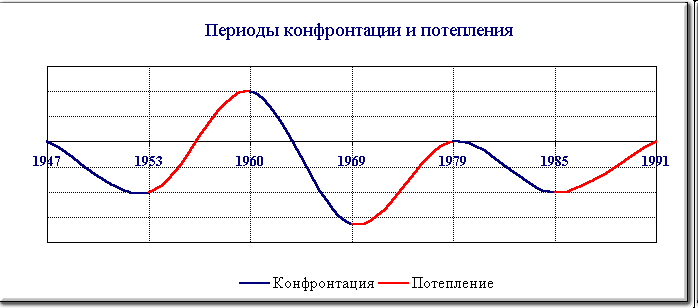 Периоды конфронтации и потепления
1947 1953 1960 1969 1979 1985 1991
Конфронтация Потепление